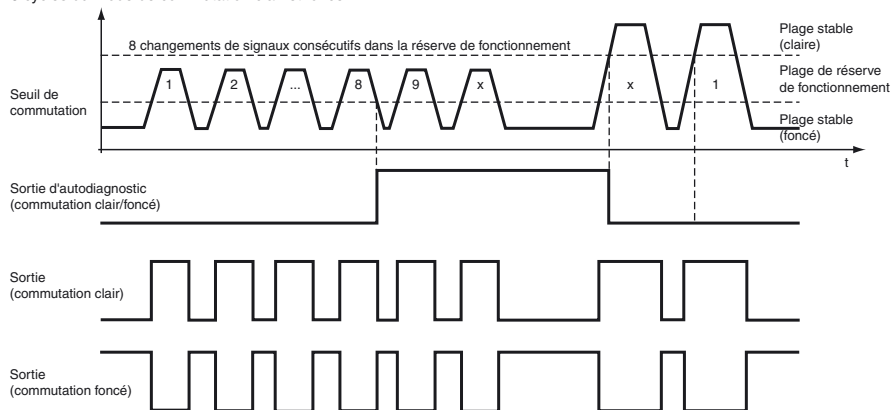 8 changements de signaux consécutifs dans la réserve de fonctionnement
Plage stable
(claire)
Plage de réserve
de fonctionnement
Plage stable
(foncé)
Seuil de
commutation
1
2
...
8
9
x
x
1
t
Sortie d'autodiagnostic
(commutation clair/foncé)
Sortie
(commutation clair)
Sortie
(commutation foncé)